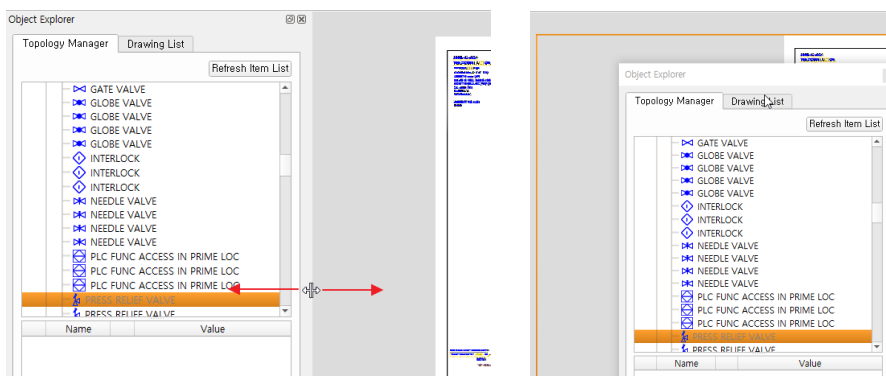 Object Explorer
Topology Manager Drawing List
Refresh Item List
GATE VALVE
GLOBE VALVE
GLOBE VALVE
GLOBE VALVE
GLOBE VALVE
INTERLOCK
INTERLOCK
INTERLOCK
NEEDLE VALVE
NEEDLE VALVE
NEEDLE VALVE
NEEDLE VALVE
PLC FUNC ACCESS IN PRIME LOC
PLC FUNC ACCESS IN PRIME LOC
PLC FUNC ACCESS IN PRIME LOC
PRESS RELIEF VALVE
PRESS RELIEF VALVE
Name Value
Object Explorer
Topology Manager Drawing List
Refresh Item List
GATE VALVE
GLOBE VALVE
GLOBE VALVE
GLOBE VALVE
GLOBE VALVE
INTERLOCK
INTERLOCK
INTERLOCK
NEEDLE VALVE
NEEDLE VALVE
NEEDLE VALVE
NEEDLE VALVE
PLC FUNC ACCESS IN PRIME LOC
PLC FUNC ACCESS IN PRIME LOC
PLC FUNC ACCESS IN PRIME LOC
PRESS RELIEF VALVE
PRESS RELIEF VALVE
Name Value